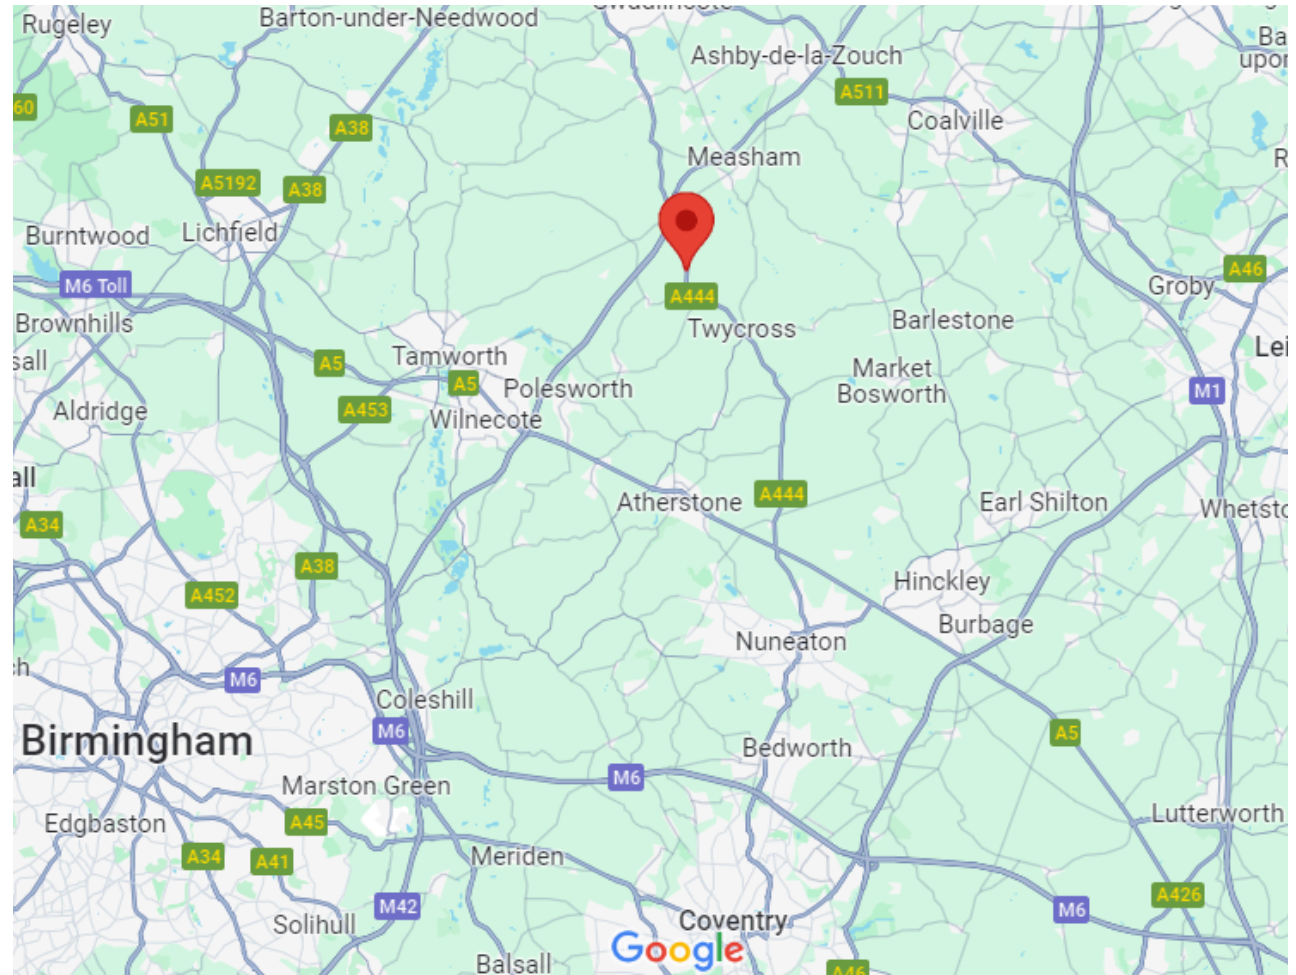 Rugeley
Barton-under-Needwood
Ashby-de-la-Zouch
A511
A51
A38
Coalville
Measham
A5192
A38
Burntwood
Lichfield
M6 Toll
A444
A46
Groby
Brownhills
Twycross
Barlestone
Tamworth
A5
A5
Polesworth
Market
Bosworth
M1
Aldridge
A453
Wilnecote
Atherstone
A444
Earl Shilton
A34
A38
A452
Hinckley
Burbage
Nuneaton
M6
Coleshill
M6
Birmingham
Bedworth
A5
M6
Marston Green
Lutterworth
Edgbaston
A45
A34
A41
Meriden
M42
A426
M6
Solihull
Coventry
Google
Balsall
A46